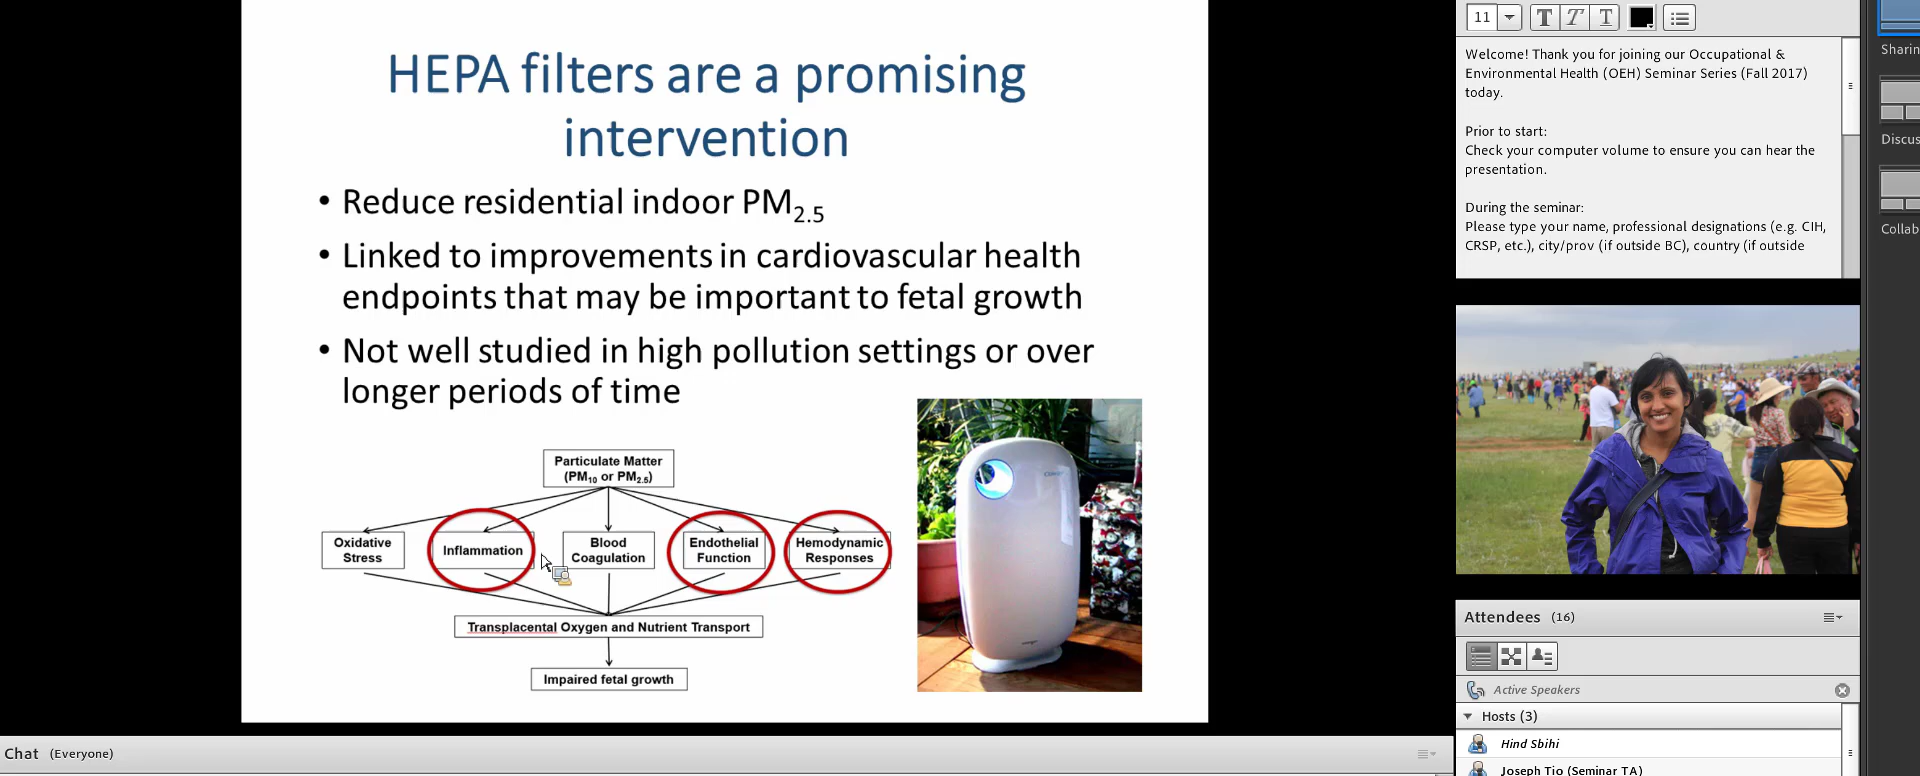 HEPA filters are a promising
intervention
• Reduce residential indoor PM2.5
• Linked to improvements in cardiovascular health
endpoints that may be important to fetal growth
• Not well studied in high pollution settings or over
longer periods of time
Particulate Matter
(PM10 or PM2.5)
Oxidative
Stress
Inflammation
Blood
Coagulation
Endothelial
Function
Hemodynamic
Responses
Transplacental Oxygen and Nutrient Transport
Impaired fetal growth
Chat (Everyone)
11
T T T
Welcome! Thank you for joining our Occupational &
Environmental Health (OEH) Seminar Series (Fall 2017)
today.
Prior to start:
Check your computer volume to ensure you can hear the
presentation.
During the seminar:
Please type your name, professional designations (e.g. CIH,
CRSP, etc.), city/prov (if outside BC), country (if outside
Attendees (16)
Active Speakers
Hosts (3)
Hind Sbihi
Joseph Tio (Seminar TA)
Sharin
Discus
Collab